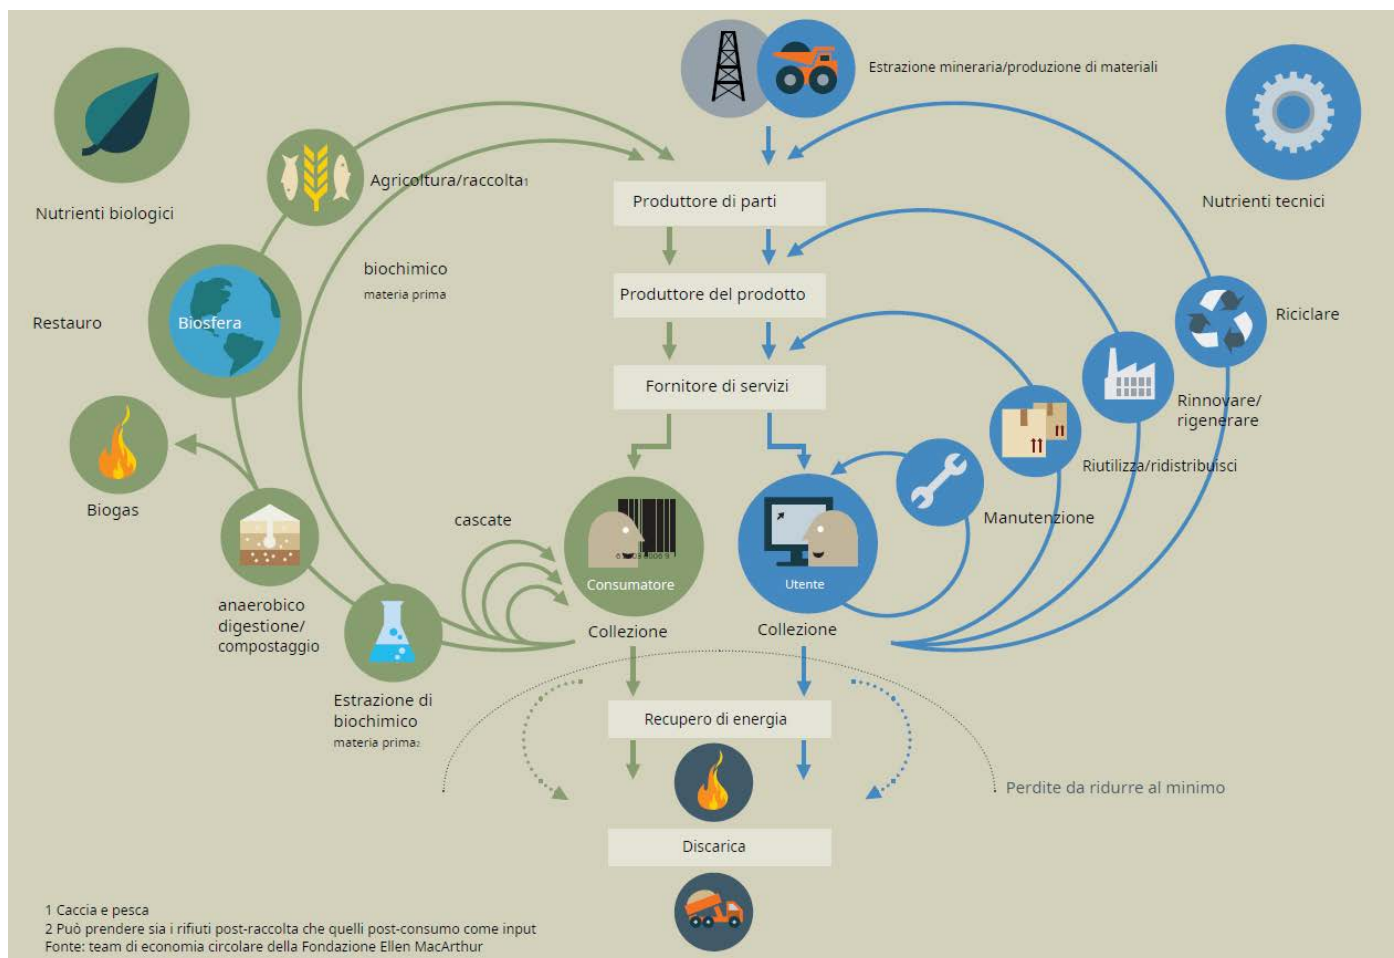 Estrazione mineraria/produzione di materiali
Nutrienti biologici
Agricoltura/raccolta1
Produttore di parti
Nutrienti tecnici
biochimico
materia prima
Produttore del prodotto
Restauro
Biosfera
Riciclare
Fornitore di servizi
Rinnovare/
rigenerare
Riutilizza/ridistribuisci
Biogas
cascate
Manutenzione
Consumatore
Utente
anaerobico
digestione/
compostaggio
Collezione
Collezione
Estrazione di
biochimico
materia prima2
Recupero di energia
Perdite da ridurre al minimo
Discarica
1 Caccia e pesca
2 Può prendere sia i rifiuti post-raccolta che quelli post-consumo come input
Fonte: team di economia circolare della Fondazione Ellen MacArthur